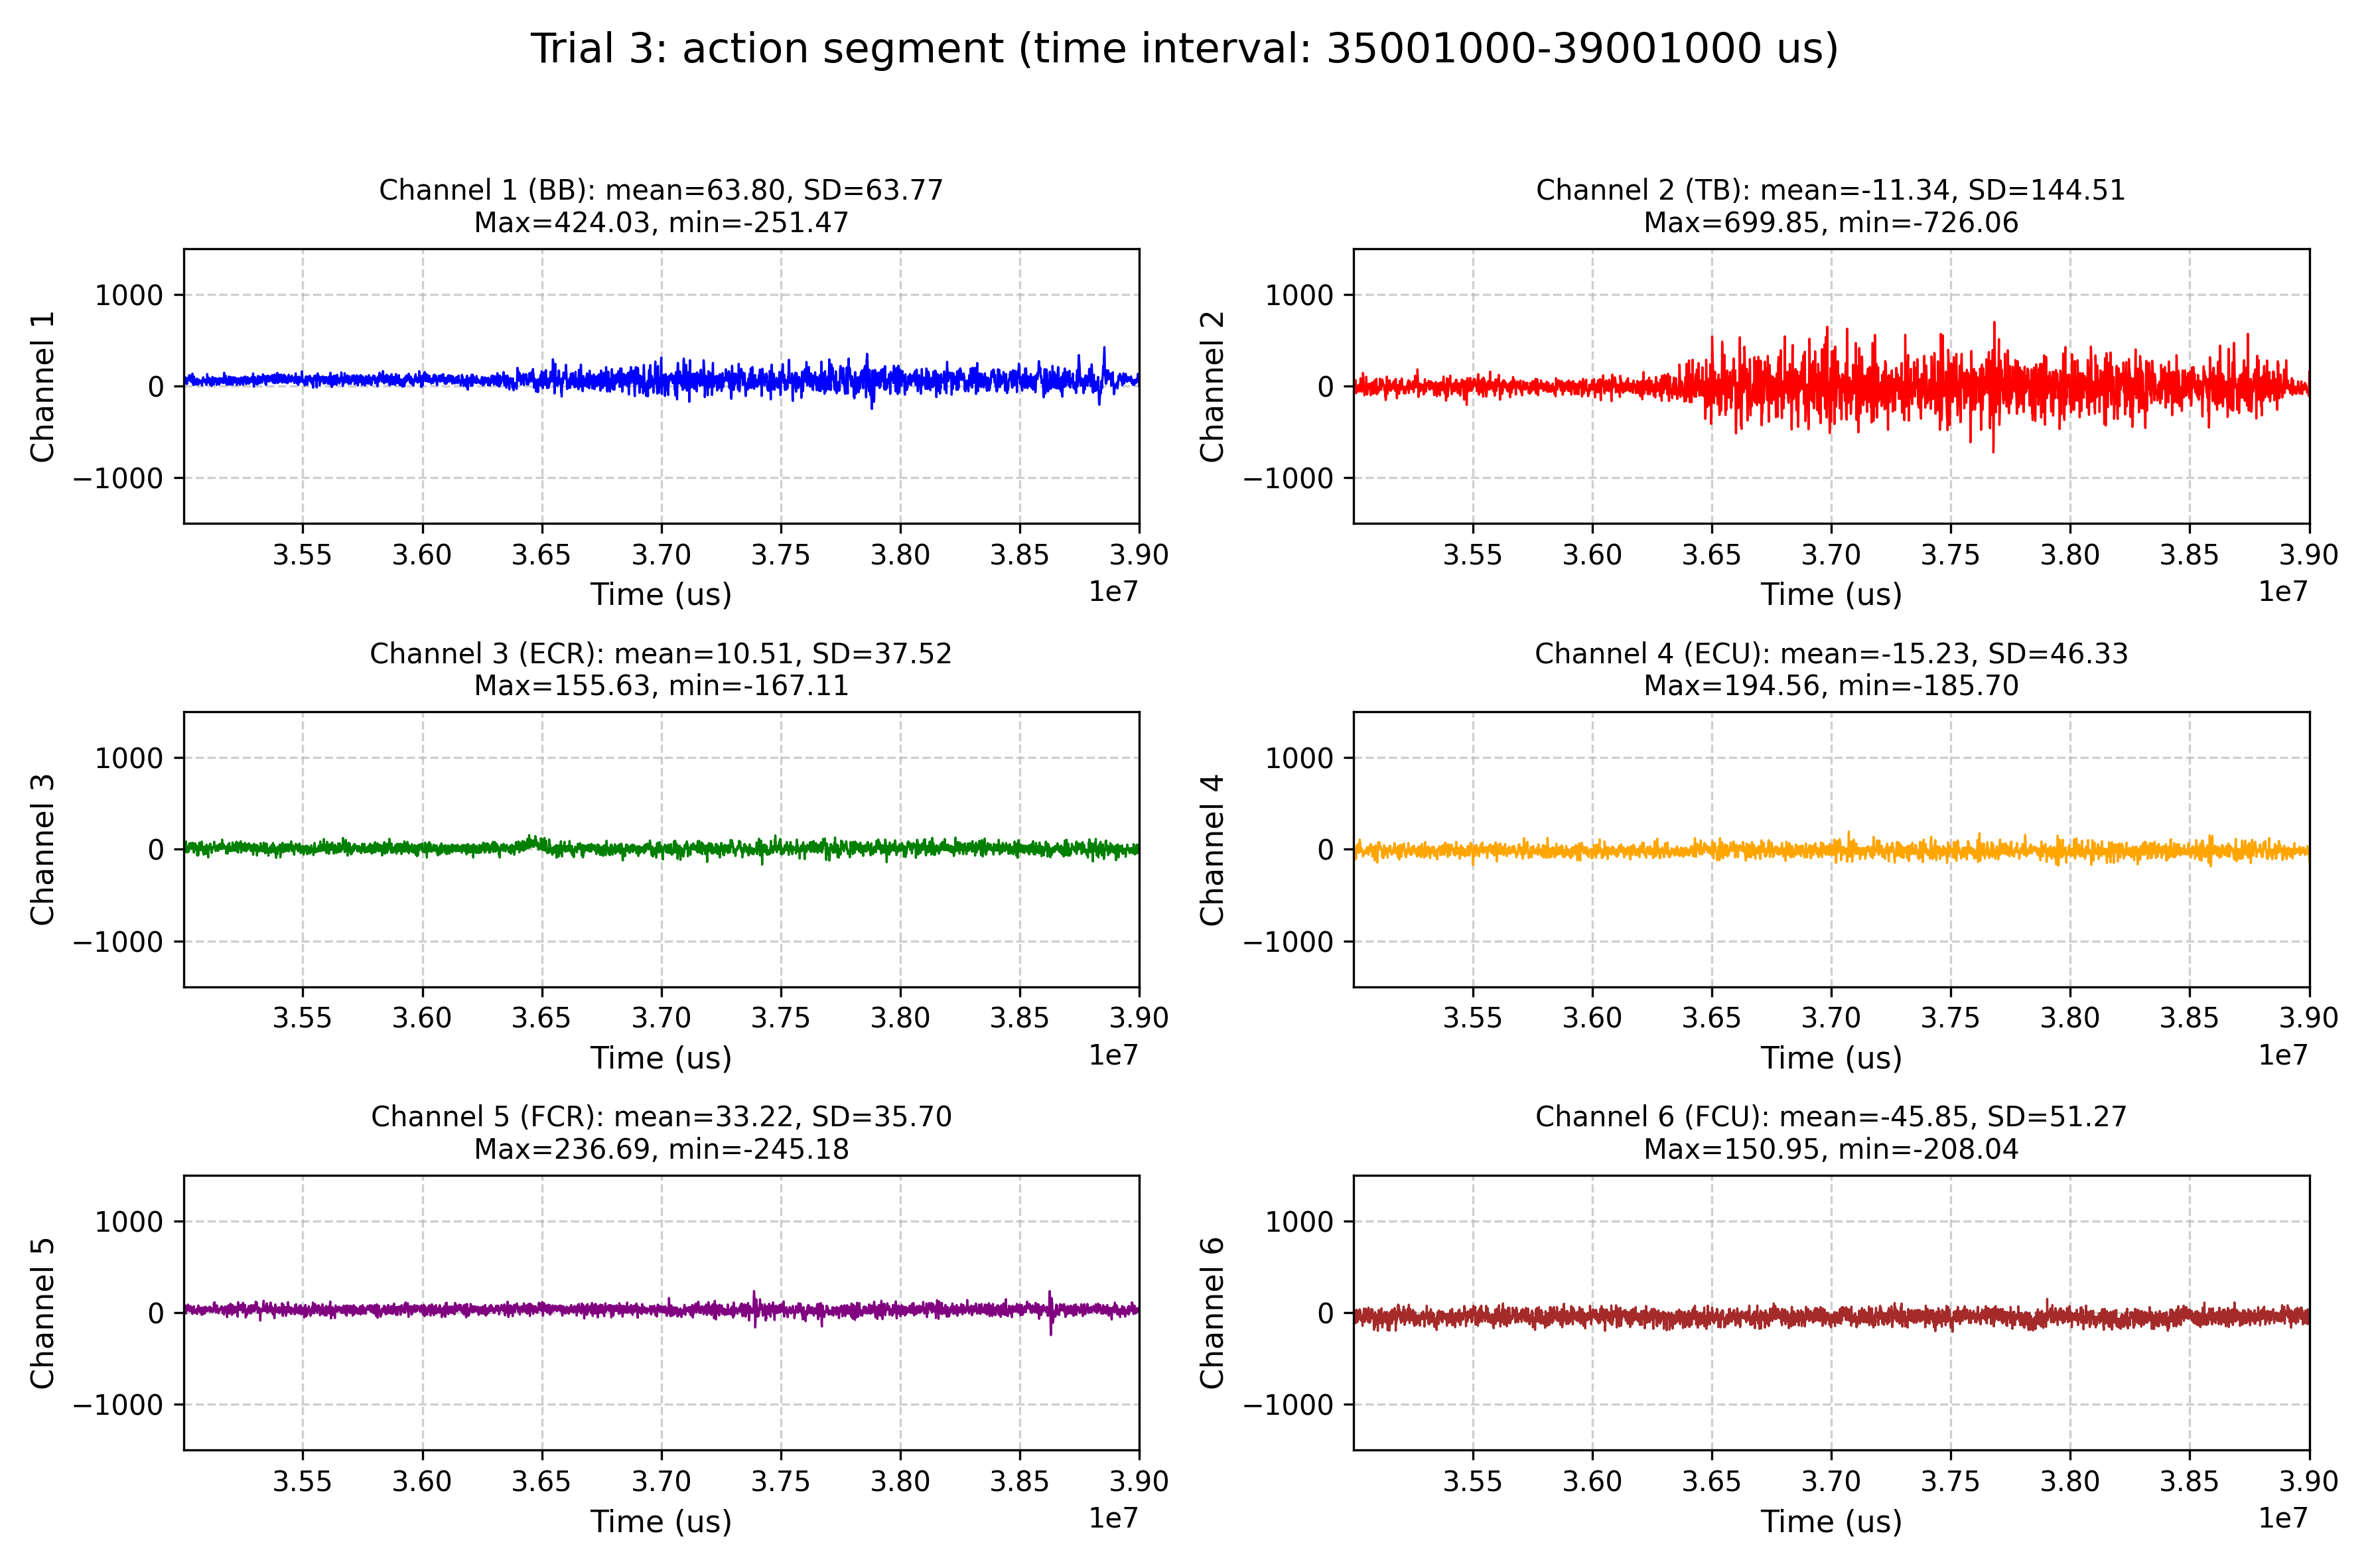 Trial 3: action segment (time interval: 35001000-39001000 us)
Channel 1 (BB): mean=63.80, SD=63.77
Max=424.03, min=-251.47
Channel 1
1000
0
−1000
3.55 3.60 3.65 3.70 3.75 3.80 3.85 3.90
Time (us)
1e7
Channel 2 (TB): mean=-11.34, SD=144.51
Max=699.85, min=-726.06
Channel 2
1000
0
−1000
3.55 3.60 3.65 3.70 3.75 3.80 3.85 3.90
Time (us)
1e7
Channel 3 (ECR): mean=10.51, SD=37.52
Max=155.63, min=-167.11
Channel 3
1000
0
−1000
3.55 3.60 3.65 3.70 3.75 3.80 3.85 3.90
Time (us)
1e7
Channel 4 (ECU): mean=-15.23, SD=46.33
Max=194.56, min=-185.70
Channel 4
1000
0
−1000
3.55 3.60 3.65 3.70 3.75 3.80 3.85 3.90
Time (us)
1e7
Channel 5 (FCR): mean=33.22, SD=35.70
Max=236.69, min=-245.18
Channel 5
1000
0
−1000
3.55 3.60 3.65 3.70 3.75 3.80 3.85 3.90
Time (us)
1e7
Channel 6 (FCU): mean=-45.85, SD=51.27
Max=150.95, min=-208.04
Channel 6
1000
0
−1000
3.55 3.60 3.65 3.70 3.75 3.80 3.85 3.90
Time (us)
1e7